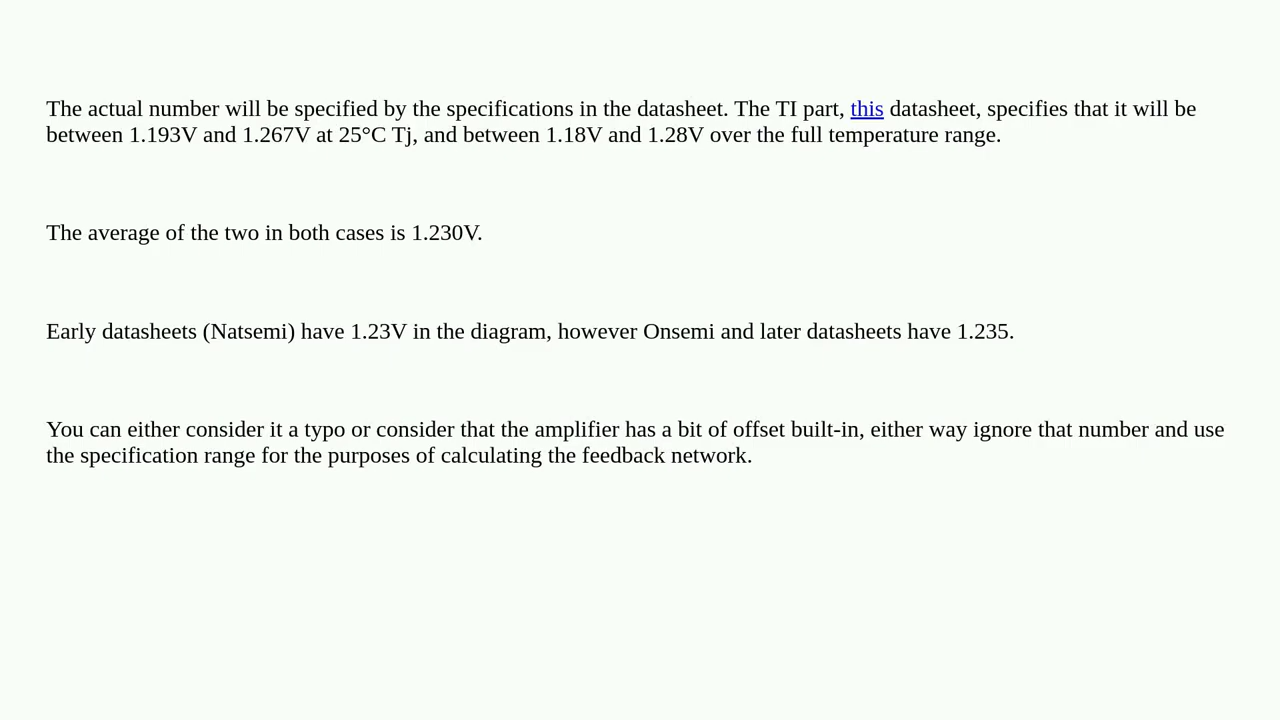 The actual number will be specified by the specifications in the datasheet. The TI part, this datasheet, specifies that it will be
between 1.193V and 1.267V at 25°C Tj, and between 1.18V and 1.28V over the full temperature range.
The average of the two in both cases is 1.230V.
Early datasheets (Natsemi) have 1.23V in the diagram, however Onsemi and later datasheets have 1.235.
You can either consider it a typo or consider that the amplifier has a bit of offset built-in, either way ignore that number and use
the specification range for the purposes of calculating the feedback network.